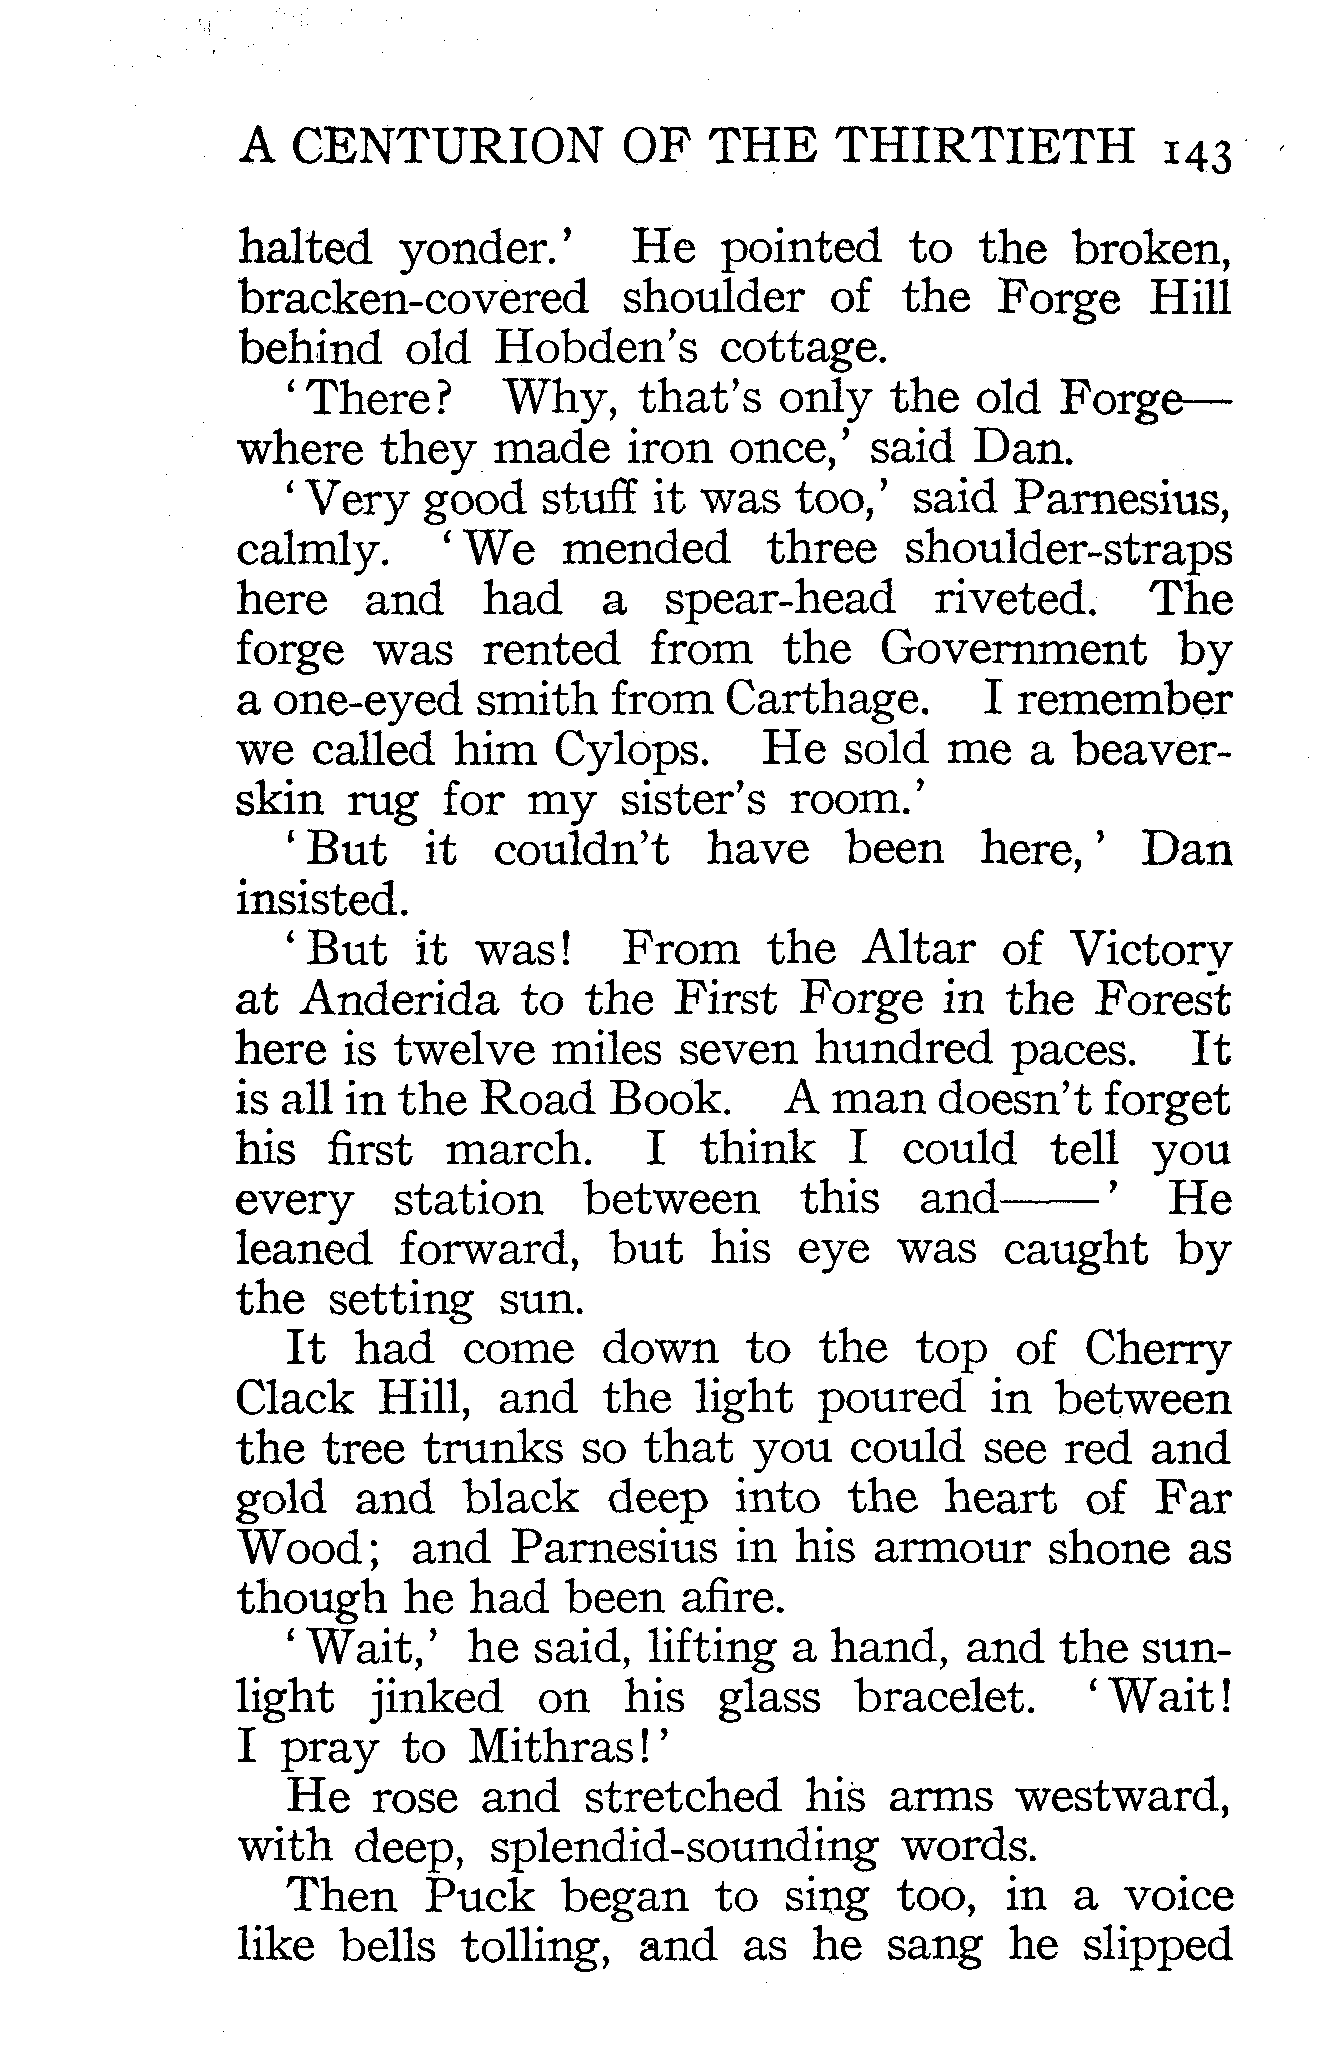 A CENTURION OF THE THIRTIETH 143
halted yonder.’ He pointed to the broken,
bracken-covered shoulder of the Forge Hill
behind old Hobden's cottage.
‘There? Why, that's only the old Forge—
where they made iron once,’ said Dan.
‘Very good stuff it was too,’ said Parnesius,
calmly. ‘We mended three shoulder-straps
here and had a spear-head riveted. The
forge was rented from the Government by
a one-eyed smith from Carthage. I remember
we called him Cylops. He sold me a beaver-
skin rug for my sister's room.’
‘But it couldn't have been here,’ Dan
insisted.
‘But it was! From the Altar of Victory
at Anderida to the First Forge in the Forest
here is twelve miles seven hundred paces. It
is all in the Road Book. A man doesn't forget
his first march. I think I could tell you
every station between this and——’ He
leaned forward, but his eye was caught by
the setting sun.
It had come down to the top of Cherry
Clack Hill, and the light poured in between
the tree trunks so that you could see red and
gold and black deep into the heart of Far
Wood; and Parnesius in his armour shone as
though he had been afire.
‘Wait,’ he said, lifting a hand, and the sun-
light jinked on his glass bracelet. ‘Wait!
I pray to Mithras!’
He rose and stretched his arms westward,
with deep, splendid-sounding words.
Then Puck began to sing too, in a voice
like bells tolling, and as he sang he slipped